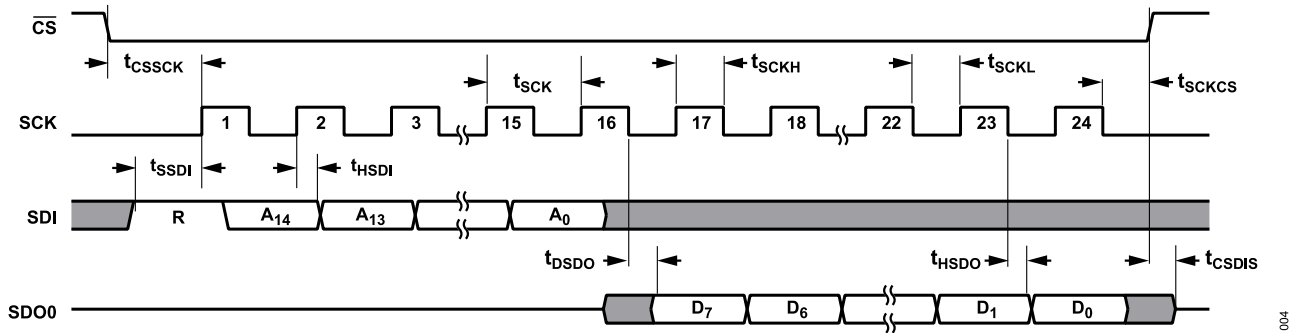 CS
tCSSCK
tSCK
tSCKH
tSCKL
tSCKCS
SCK
1 2 3 15 16 17 18 22 23 24
tSSDI
tHSDI
SDI
R A14 A13 A0
tDSDO
tHSDO
tCSDIS
SDO0
D7 D6 D1 D0
004